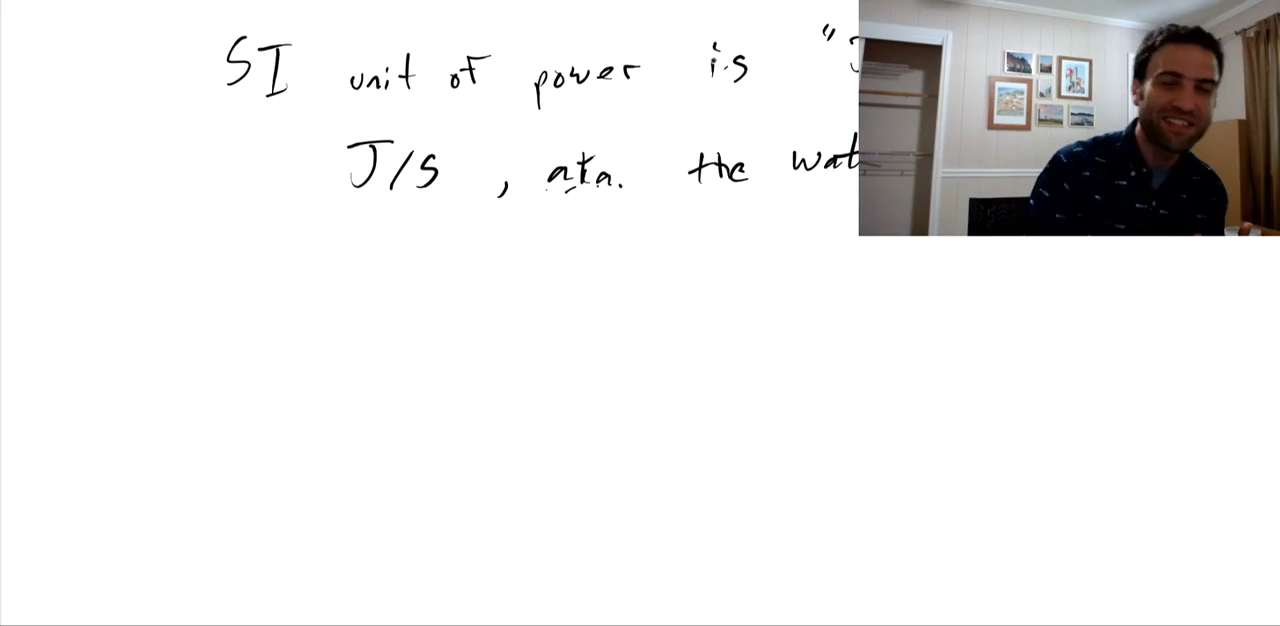 SI unit of power is "J
J/s, a.k.a. the wat